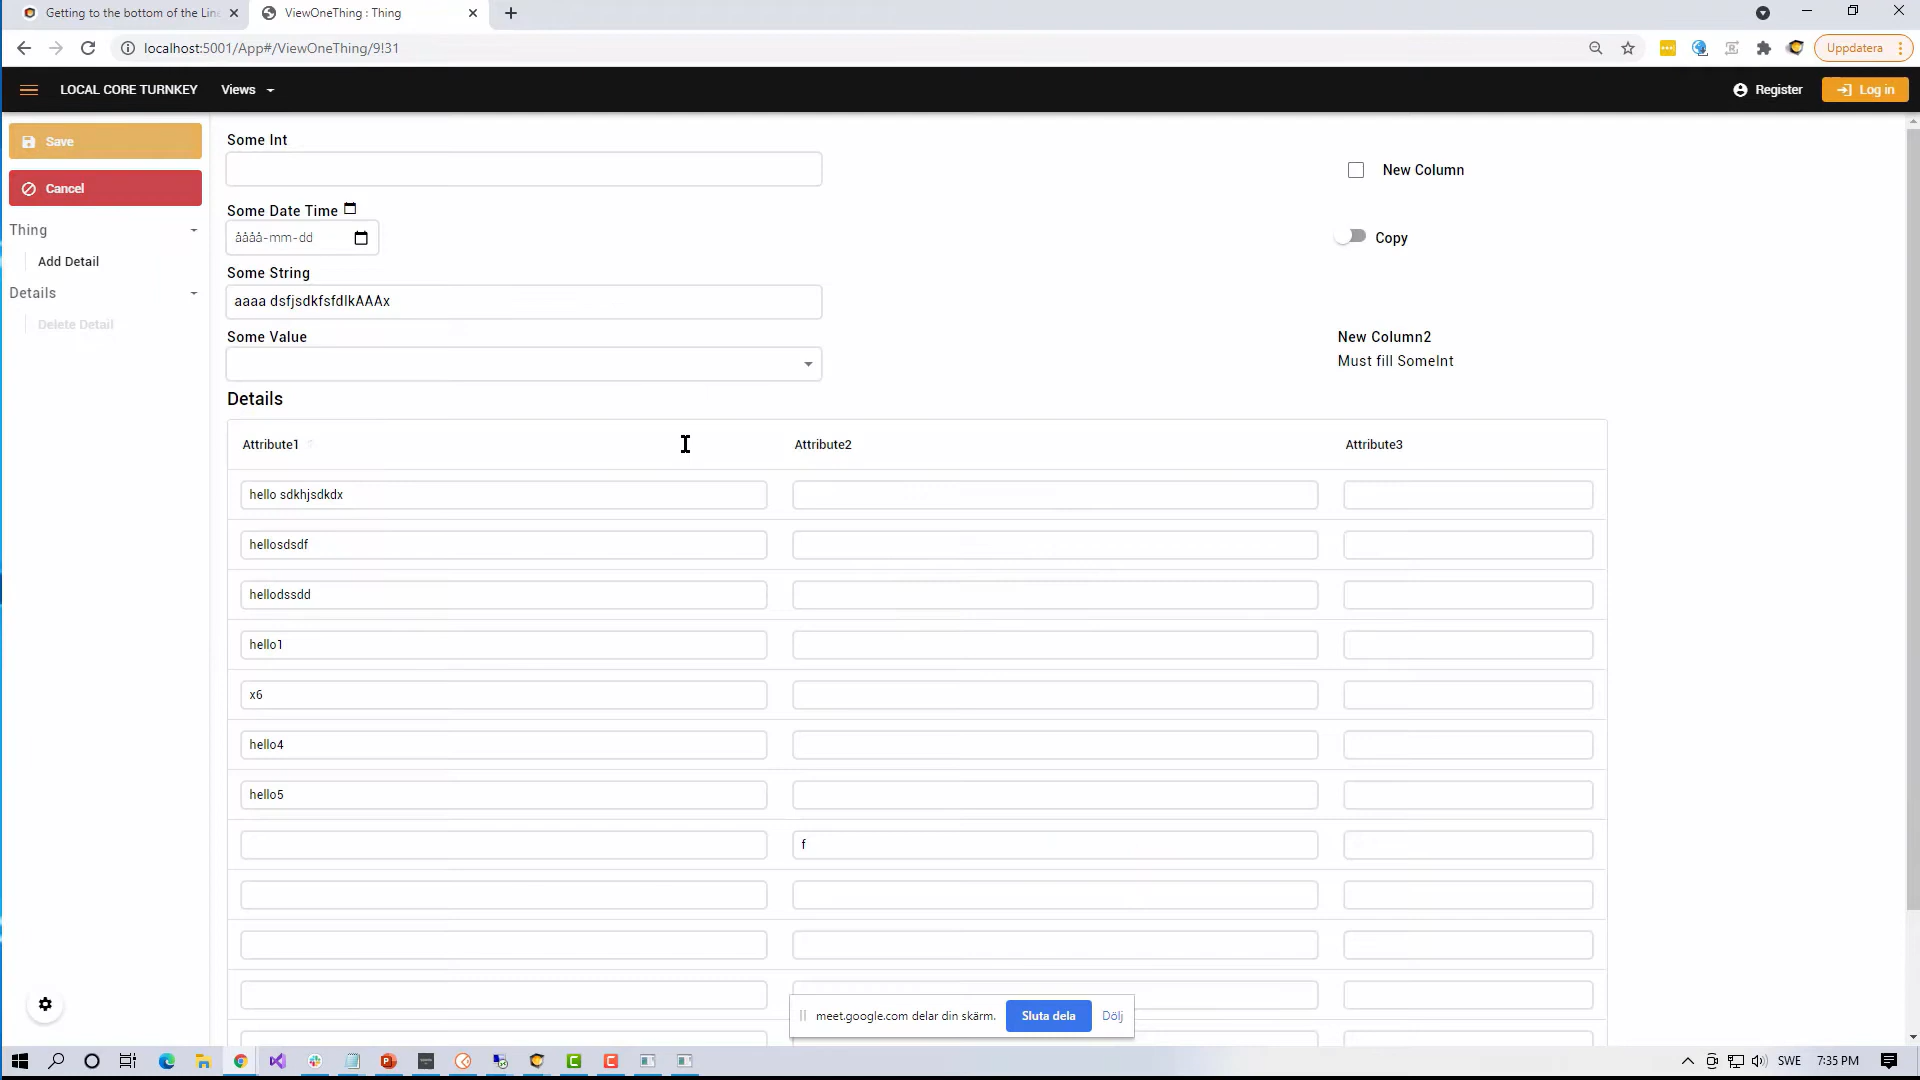 Getting to the bottom of the Line
ViewOneThing : Thing
localhost:5001/App#/ViewOneThing/9!31
Uppdatera
LOCAL CORE TURNKEY
Views
Register
Log in
Save
Cancel
Thing
Add Detail
Details
Delete Detail
Some Int
New Column
Some Date Time
åååå-mm-dd
Copy
Some String
aaaa dsfjsdkfsfdlkAAAx
Some Value
New Column2
Must fill SomeInt
Details
Attribute1 Attribute2 Attribute3
hello sdkhjsdkdx
hellosdsdf
hellodssdd
hello1
x6
hello4
hello5
f
meet.google.com delar din skärm. Sluta dela Dölj
SWE 7:35 PM